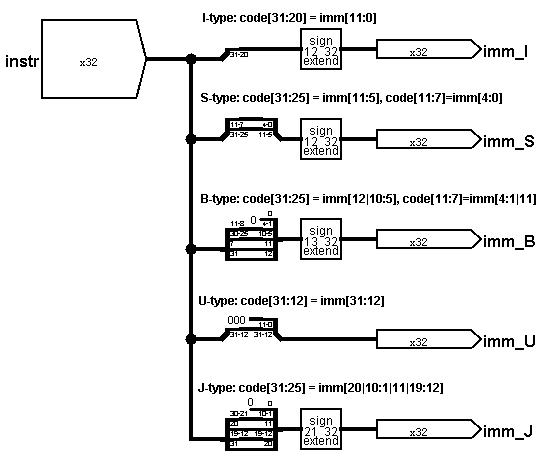 I-type: code[31:20] = imm[11:0]
instr
x32
31-20
sign
12 32
extend
x32
imm_I
S-type: code[31:25] = imm[11:5], code[11:7]=imm[4:0]
11-7 4-0
31-25 11-5
sign
12 32
extend
x32
imm_S
B-type: code[31:25] = imm[12|10:5], code[11:7]=imm[4:1|11]
0 0
11-8 4-1
30-25 10-5
7 11
31 12
sign
13 32
extend
x32
imm_B
U-type: code[31:12] = imm[31:12]
000 11-0
31-12 31-12
x32
imm_U
J-type: code[31:25] = imm[20|10:1|11|19:12]
0 0
30-21 10-1
20 11
19-12 19-12
31 20
sign
21 32
extend
x32
imm_J